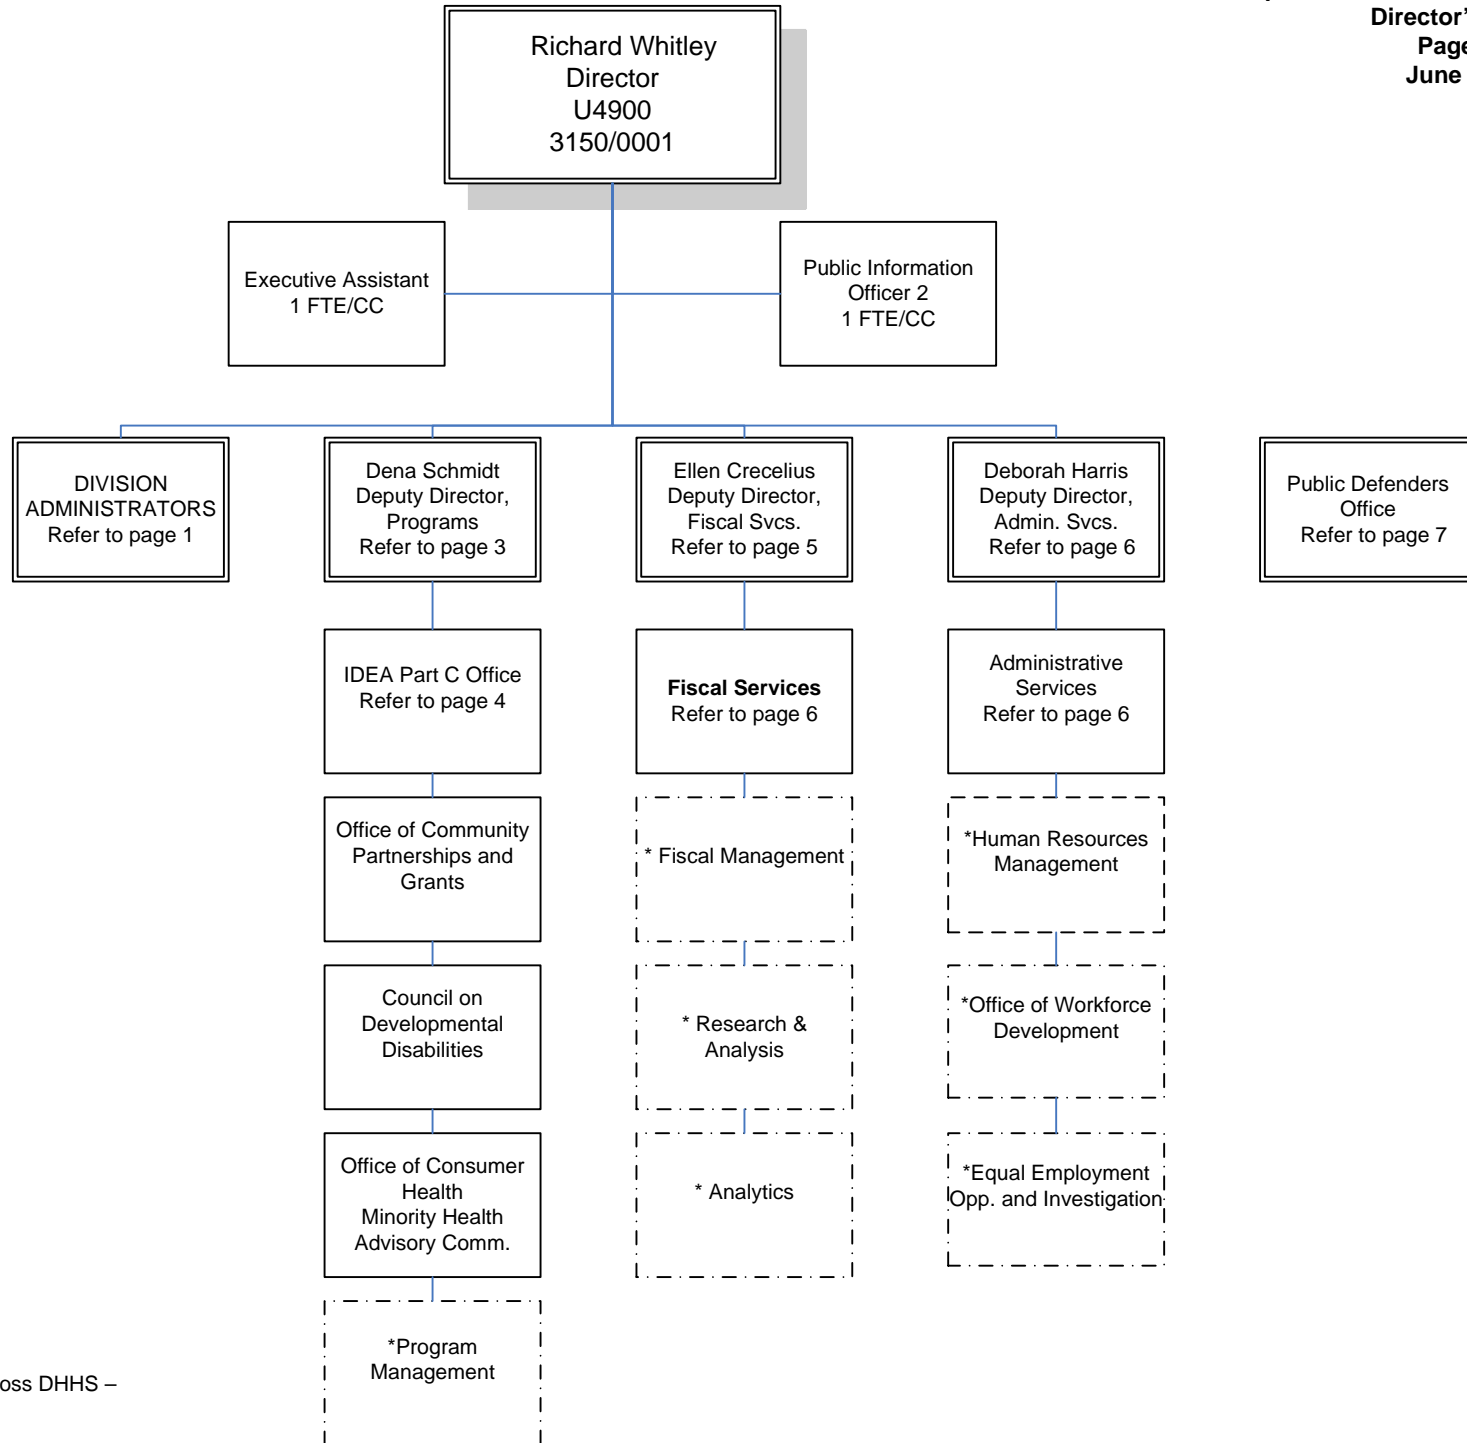 Director’
Page
June
Richard Whitley
Director
U4900
3150/0001
Executive Assistant
1 FTE/CC
Public Information
Officer 2
1 FTE/CC
DIVISION
ADMINISTRATORS
Refer to page 1
Dena Schmidt
Deputy Director,
Programs
Refer to page 3
Ellen Crecelius
Deputy Director,
Fiscal Svcs.
Refer to page 5
Deborah Harris
Deputy Director,
Admin. Svcs.
Refer to page 6
Public Defenders
Office
Refer to page 7
IDEA Part C Office
Refer to page 4
Fiscal Services
Refer to page 6
Administrative
Services
Refer to page 6
Office of Community
Partnerships and
Grants
* Fiscal Management
*Human Resources
Management
Council on
Developmental
Disabilities
* Research &
Analysis
*Office of Workforce
Development
Office of Consumer
Health
Minority Health
Advisory Comm.
* Analytics
*Equal Employment
Opp. and Investigation
*Program
Management
oss DHHS –